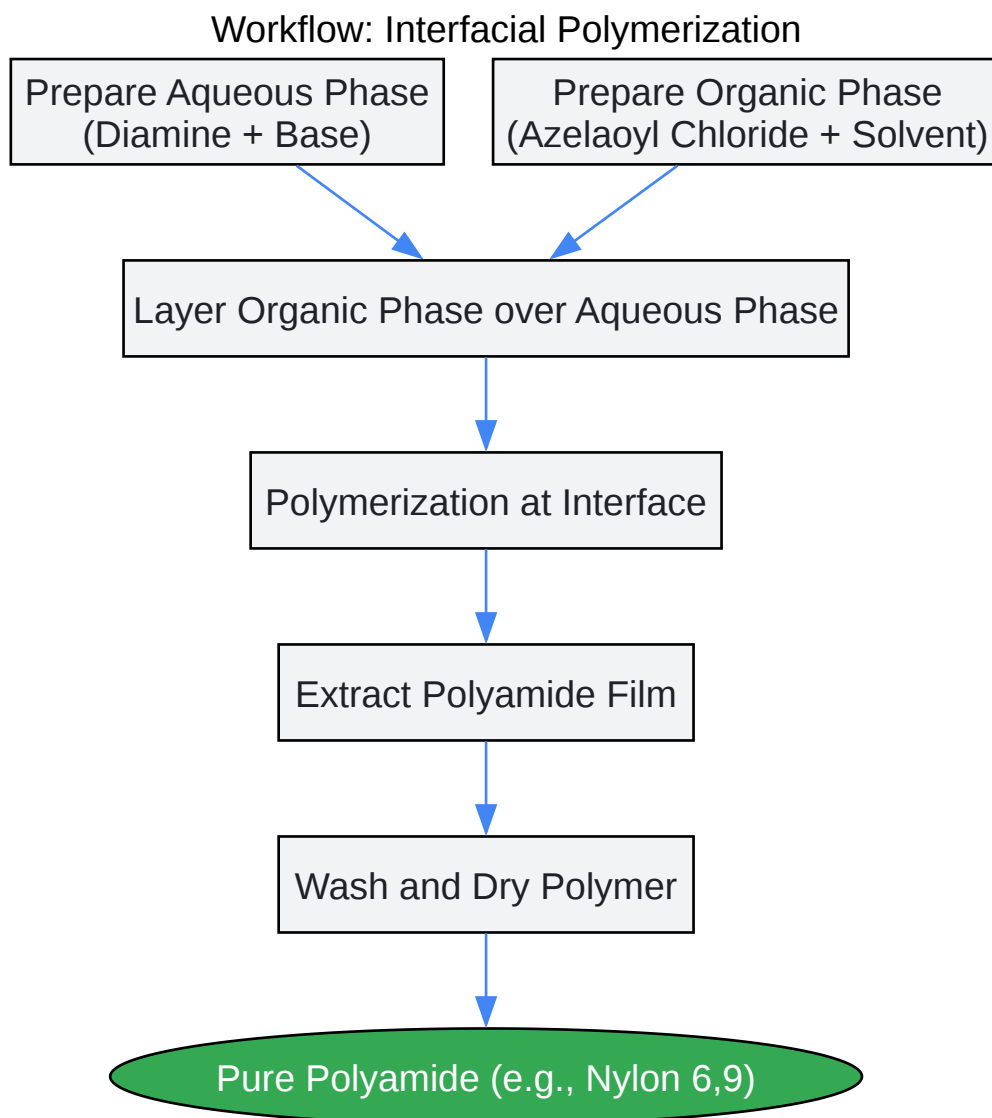 Workflow: Interfacial Polymerization
Prepare Aqueous Phase
(Diamine + Base)
Prepare Organic Phase
(Azelaoyl Chloride + Solvent)
Layer Organic Phase over Aqueous Phase
Polymerization at Interface
Extract Polyamide Film
Wash and Dry Polymer
Pure Polyamide (e.g., Nylon 6,9)